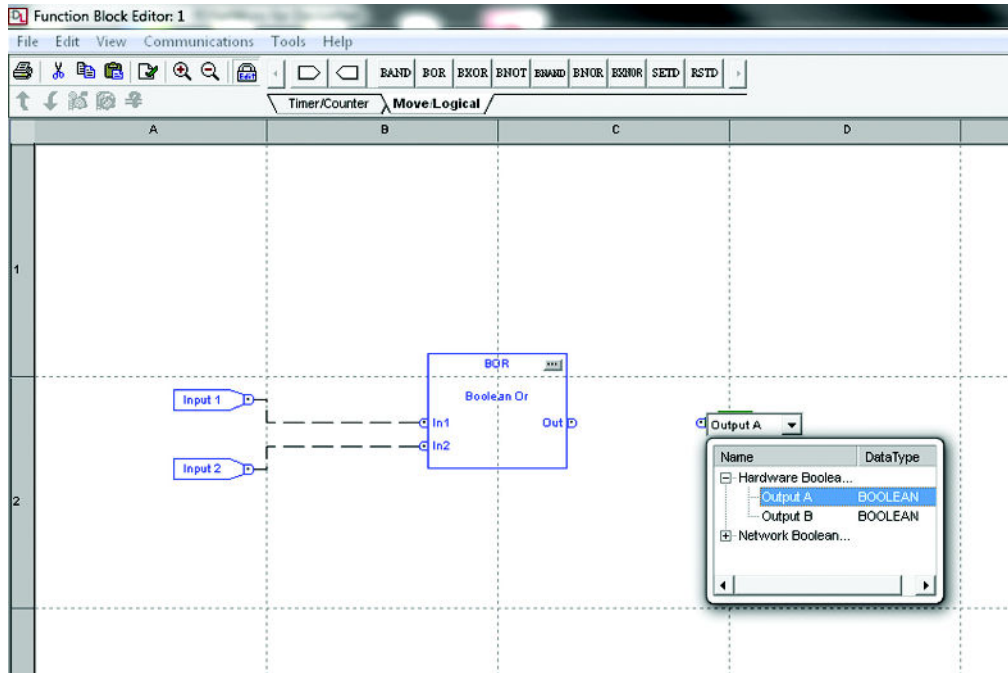 DL Function Block Editor: 1
File Edit View Communications Tools Help
BAND BOR BXOR BNOT BNAND BNOR BXNOR SETD RSTD
Timer/Counter Move/Logical
A B C D
1
BOR
Boolean Or
Input 1
In1 Out
Output A
In2
Input 2
Name DataType
Hardware Boolea...
Output A BOOLEAN
2
Output B BOOLEAN
Network Boolean...